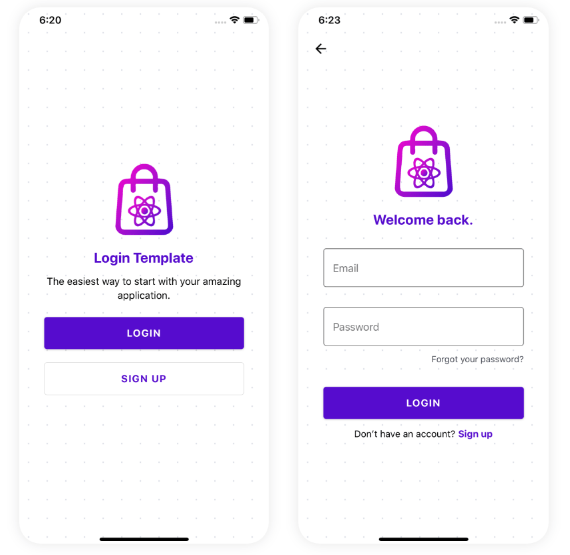 6:20
Login Template
The easiest way to start with your amazing
application.
LOGIN
SIGN UP
6:23
Welcome back.
Email
Password
Forgot your password?
LOGIN
Don't have an account? Sign up